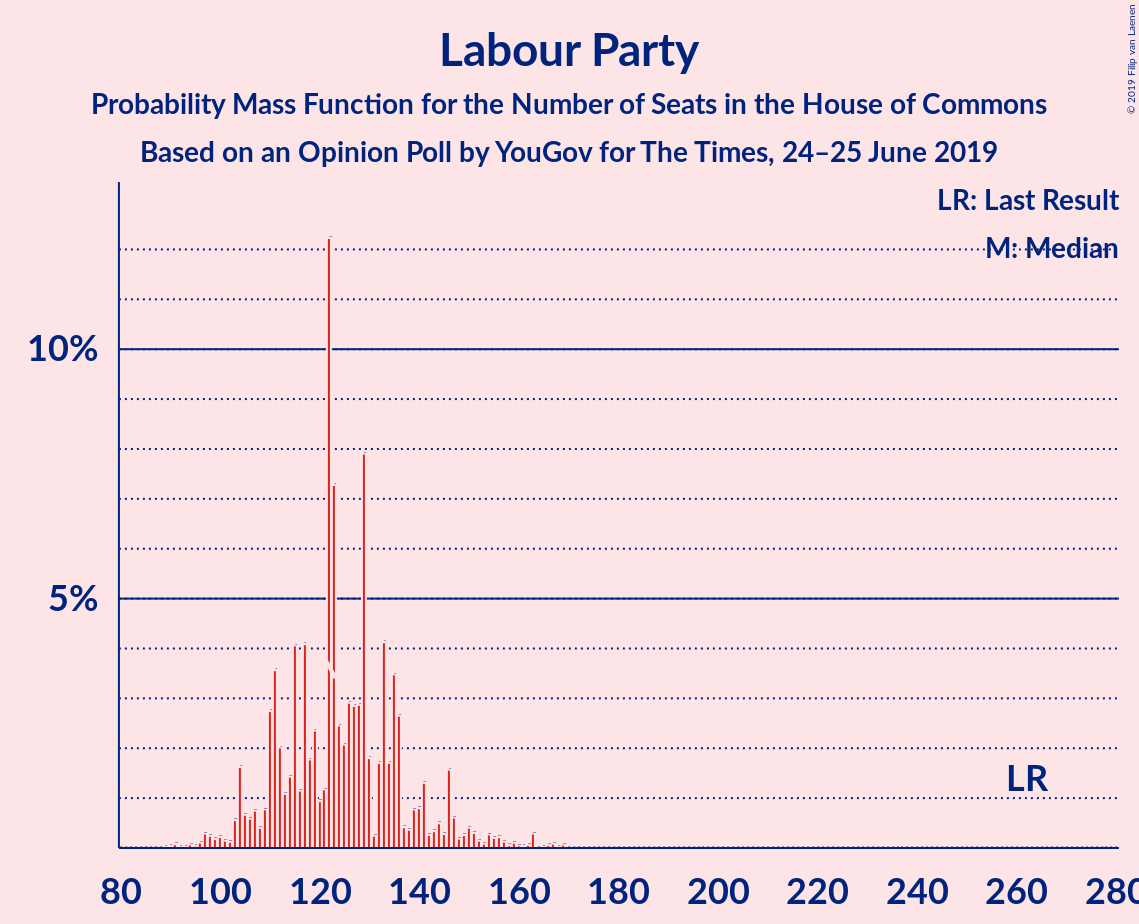 Labour Party
Probability Mass Function for the Number of Seats in the House of Commons
Based on an Opinion Poll by YouGov for The Times, 24–25 June 2019
© 2019 Filip van Laenen
LR: Last Result
M: Median
10%
5%
LR
80 100 120 140 160 180 200 220 240 260 280